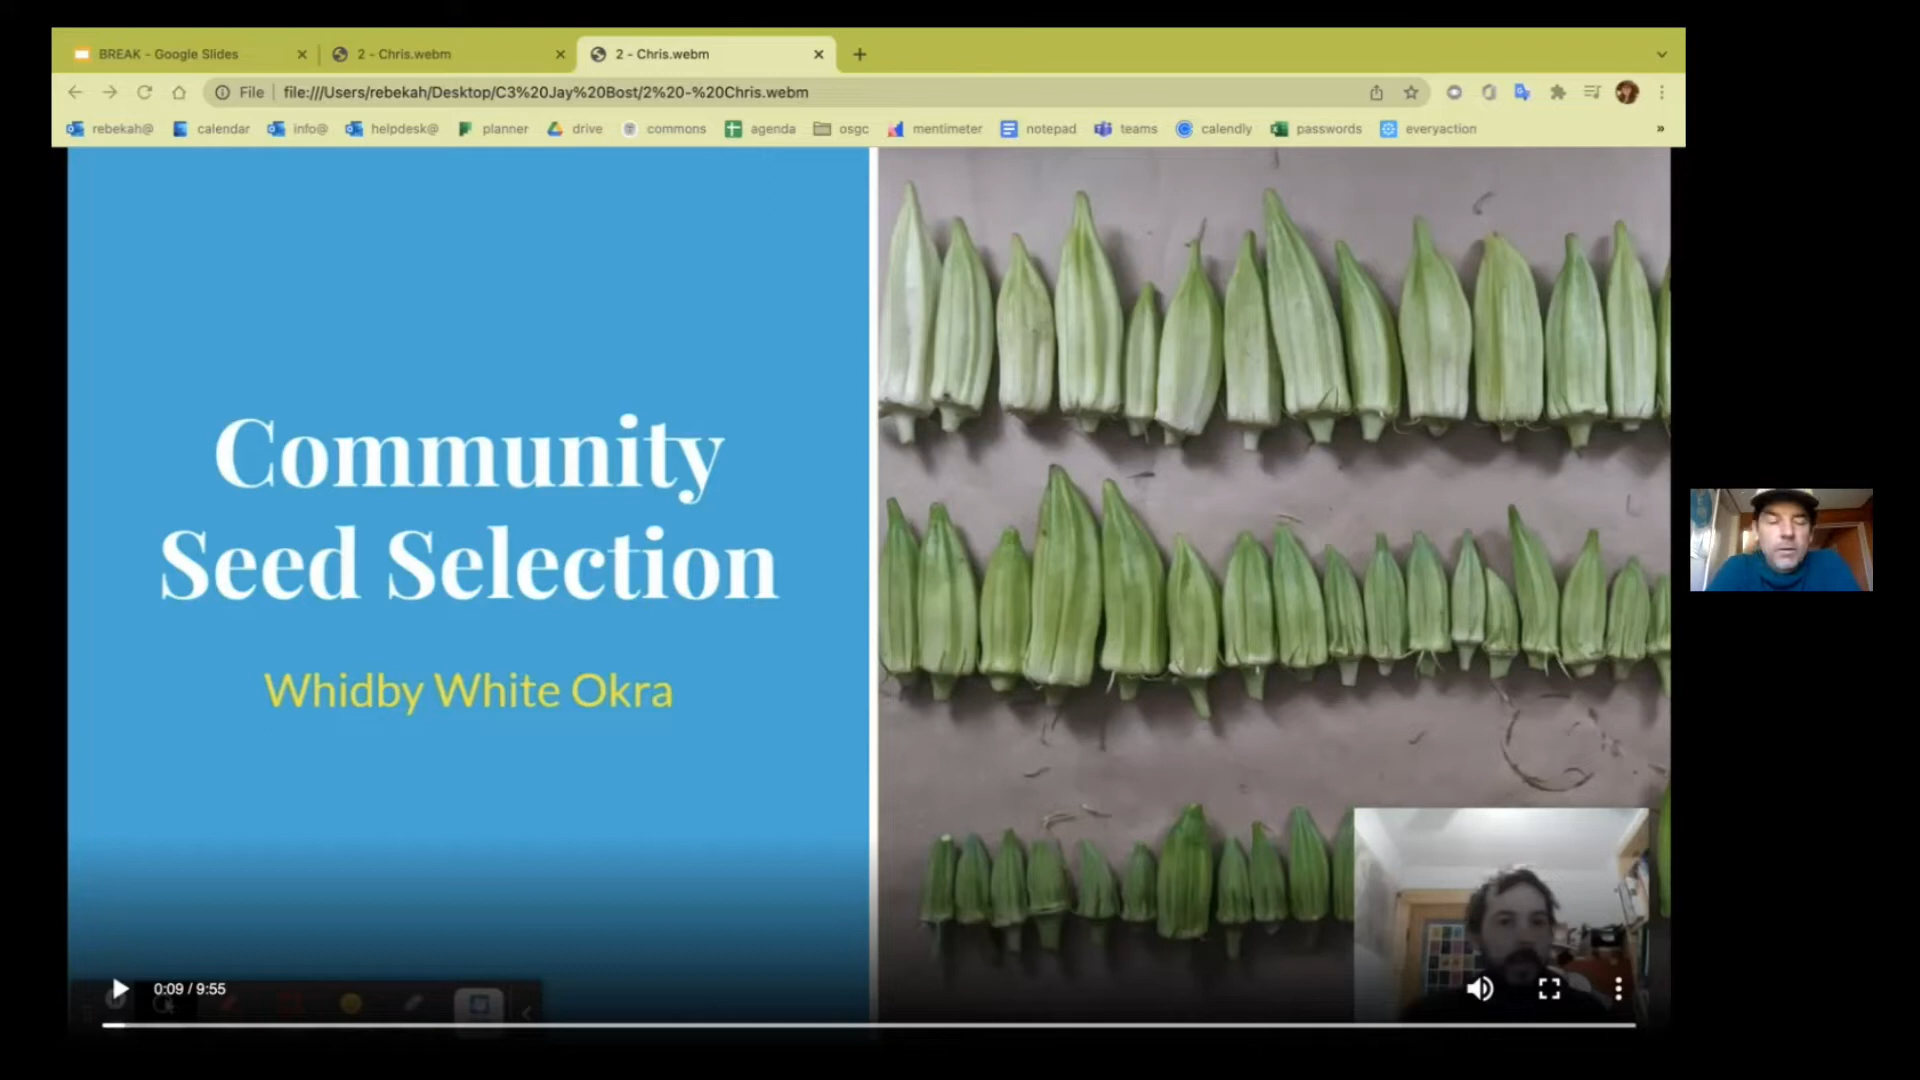 BREAK - Google Slides
2 - Chris.webm
2 - Chris.webm
File
file:///Users/rebekah/Desktop/C3%20Jay%20Bost/2%20-%20Chris.webm
rebekah@ calendar info@ helpdesk@ planner drive commons agenda osgc mentimeter notepad teams calendly passwords everyaction »
Community
Seed Selection
Whidby White Okra
0:09 / 9:55